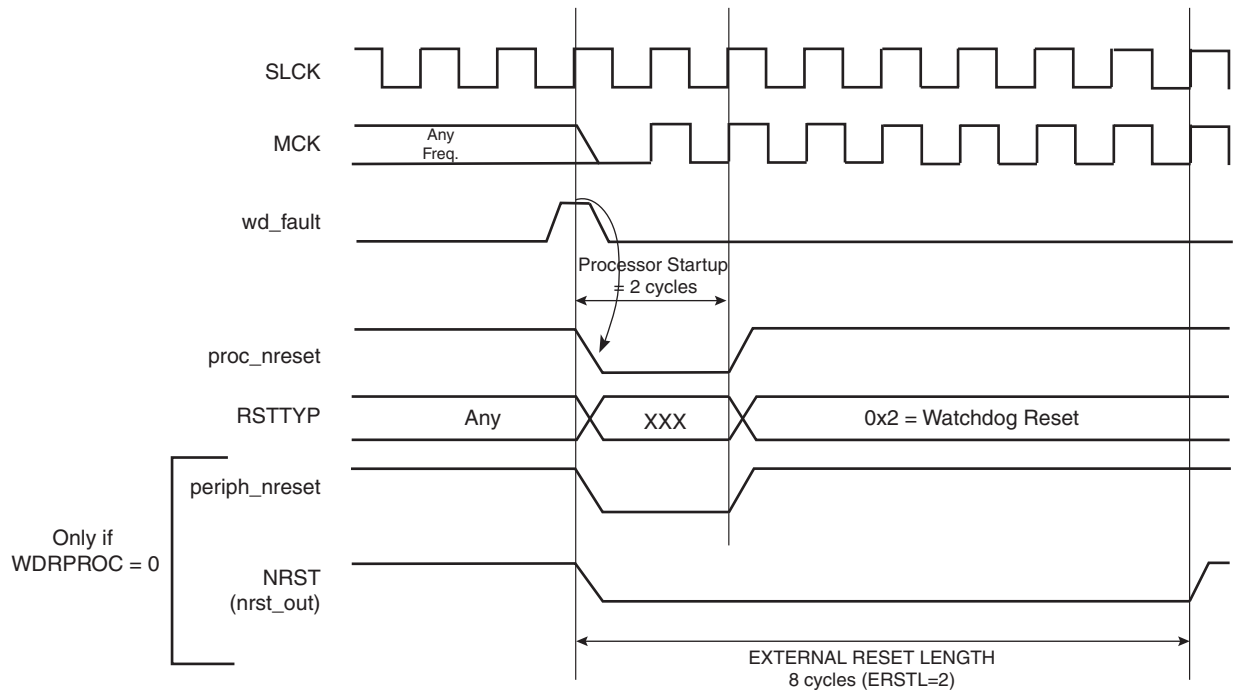 SLCK
MCK
Any
Freq.
wd_fault
Processor Startup
= 2 cycles
proc_nreset
RSTTYP
Any
XXX
0x2 = Watchdog Reset
periph_nreset
Only if
WDRPROC = 0
NRST
(nrst_out)
EXTERNAL RESET LENGTH
8 cycles (ERSTL=2)